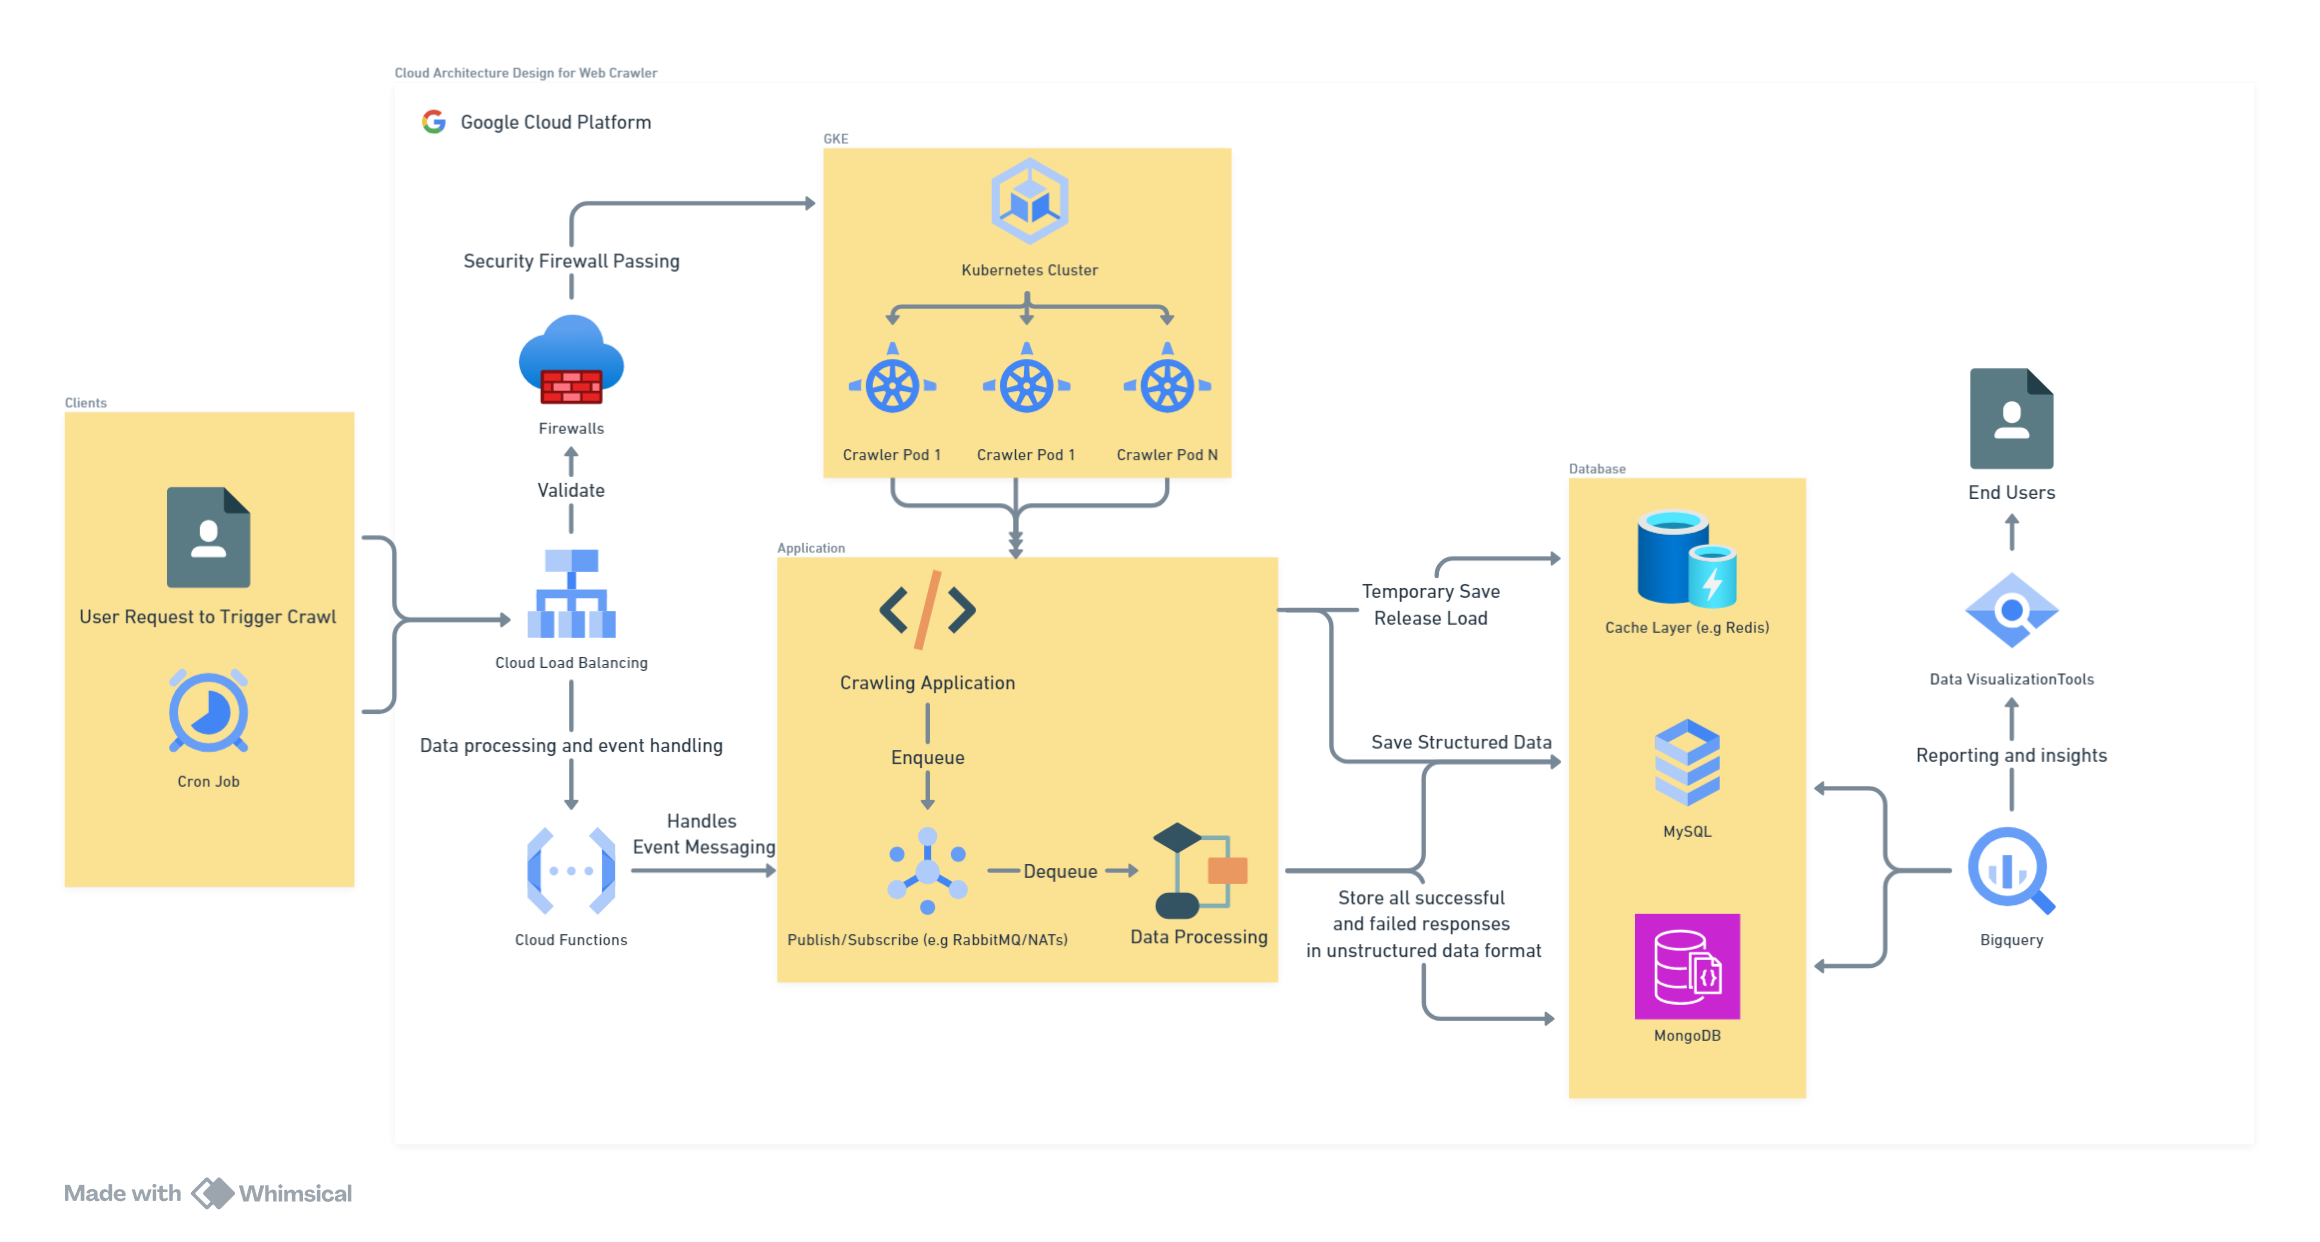 Cloud Architecture Design for Web Crawler
Google Cloud Platform
GKE
Kubernetes Cluster
Security Firewall Passing
Firewalls
Crawler Pod 1
Crawler Pod 1
Crawler Pod N
Clients
Validate
User Request to Trigger Crawl
Cron Job
Cloud Load Balancing
Data processing and event handling
Cloud Functions
Handles
Event Messaging
Application
Crawling Application
Enqueue
Publish/Subscribe (e.g RabbitMQ/NATs)
Dequeue
Data Processing
Temporary Save
Release Load
Save Structured Data
Store all successful
and failed responses
in unstructured data format
Database
Cache Layer (e.g Redis)
MySQL
MongoDB
End Users
Data VisualizationTools
Reporting and insights
Bigquery
Made with Whimsical